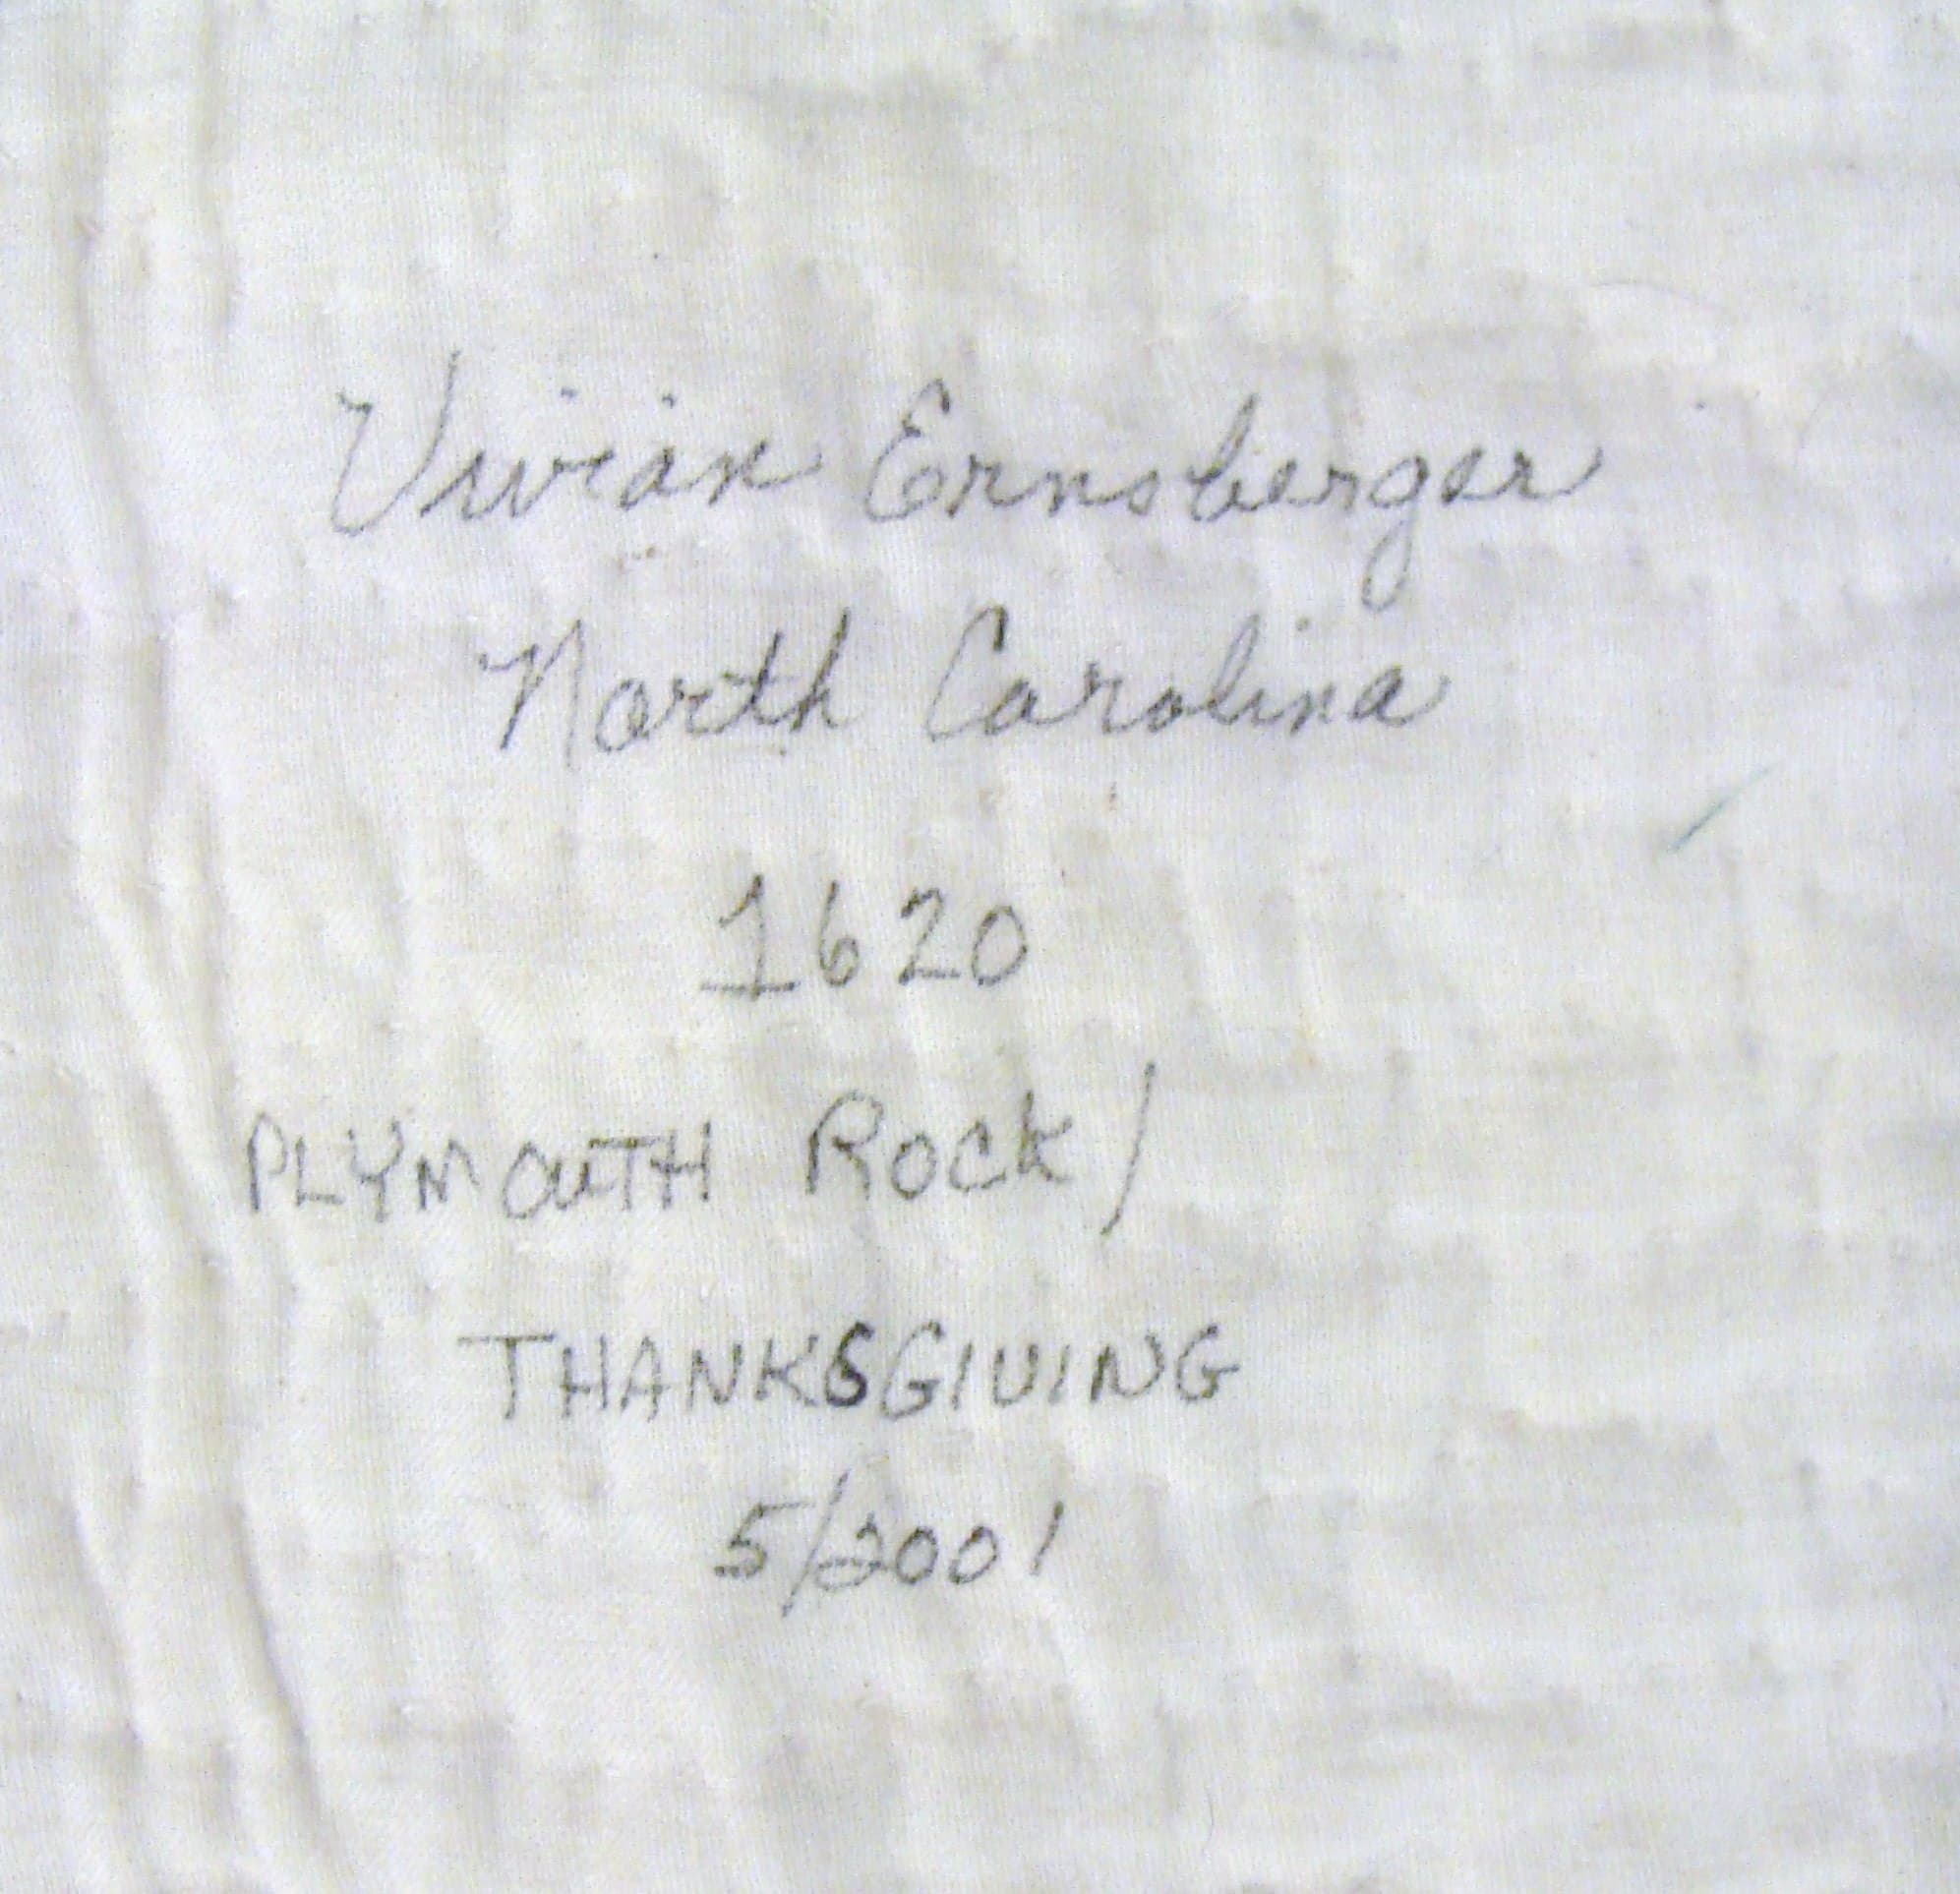 Vivian Ernsberger
North Carolina
1620
PLYMOUTH ROCK/
THANKSGIVING
5/2001